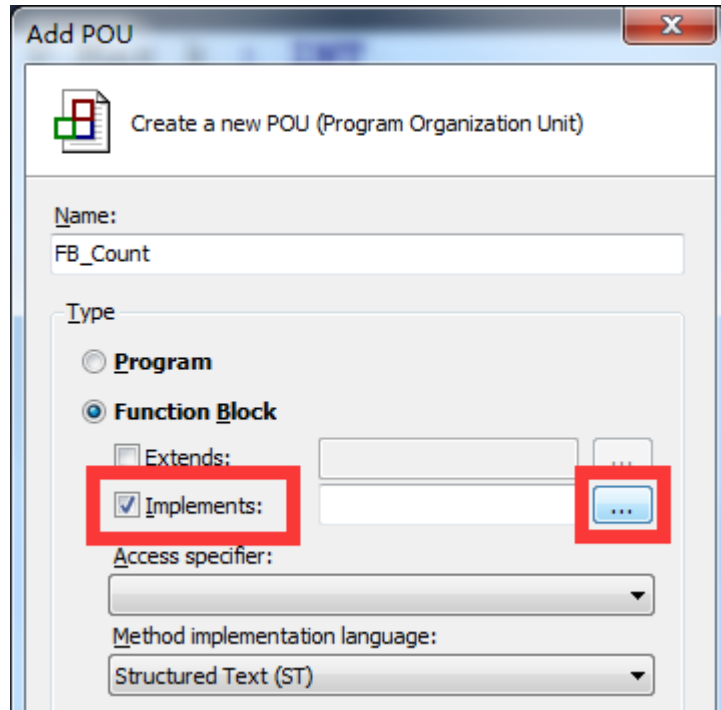 Add POU
Create a new POU (Program Organization Unit)
Name:
FB_Count
Type
Program
Function Block
Extends:
...
Implements:
...
Access specifier:
Method implementation language:
Structured Text (ST)